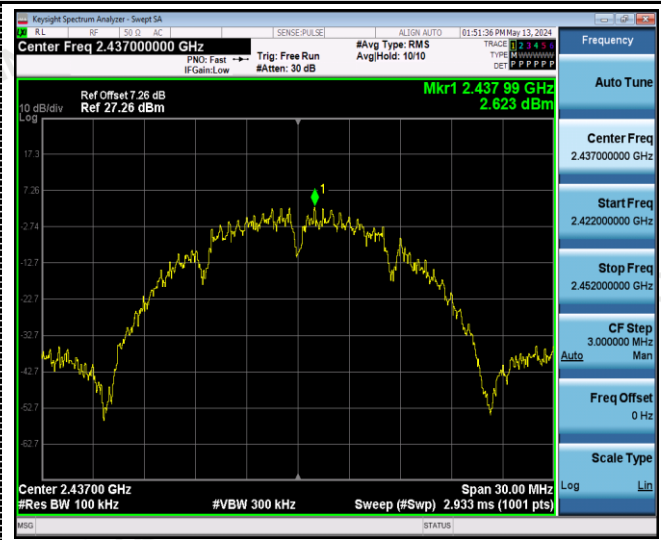 Keysight Spectrum Analyzer - Swept SA
RL RF 50 Ω AC SENSE:PULSE ALIGN AUTO 01:51:36 PM May 13, 2024
Center Freq 2.437000000 GHz
PNO: Fast Trig: Free Run
IFGain:Low #Atten: 30 dB
#Avg Type: RMS
Avg|Hold: 10/10
TRACE 1 2 3 4 5 6
TYPE M W W W W W
DET P P P P P P
Mkr1 2.437 99 GHz
2.623 dBm
Ref Offset 7.26 dB
10 dB/div Ref 27.26 dBm
Log
17.3
7.26
-2.74
-12.7
-22.7
-32.7
-42.7
-52.7
-62.7
1
Center 2.43700 GHz Span 30.00 MHz
#Res BW 100 kHz #VBW 300 kHz Sweep (#Swp) 2.933 ms (1001 pts)
MSG STATUS
Frequency
Auto Tune
Center Freq
2.437000000 GHz
Start Freq
2.422000000 GHz
Stop Freq
2.452000000 GHz
CF Step
3.000000 MHz
Auto Man
Freq Offset
0 Hz
Scale Type
Log Lin